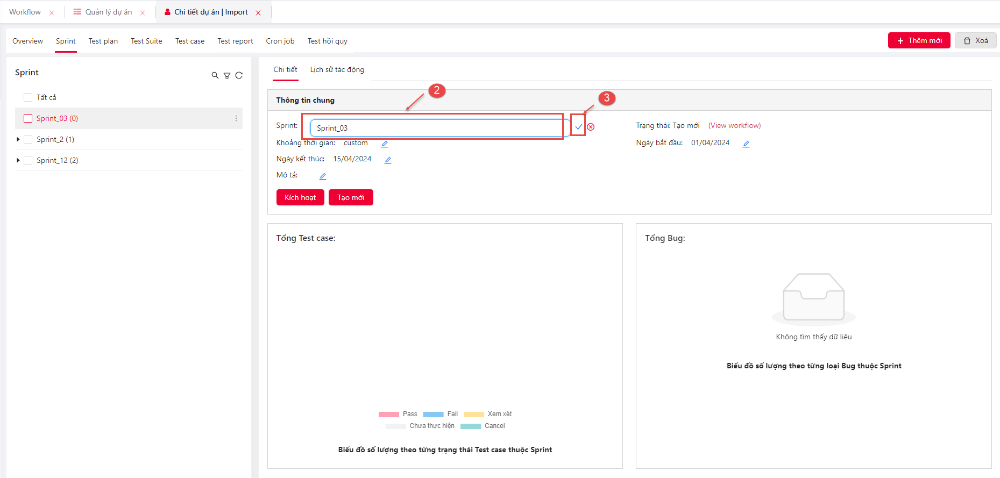 Workflow
Quản lý dự án
Chi tiết dự án | Import
Overview
Sprint
Test plan
Test Suite
Test case
Test report
Cron job
Test hồi quy
Thêm mới
Xoá
Sprint
Tất cả
Sprint_03 (0)
Sprint_2 (1)
Sprint_12 (2)
Chi tiết
Lịch sử tác động
2
3
Thông tin chung
Sprint:
Sprint_03
Trạng thái: Tạo mới (View workflow)
Khoảng thời gian: custom
Ngày bắt đầu: 01/04/2024
Ngày kết thúc: 15/04/2024
Mô tả:
Kích hoạt
Tạo mới
Tổng Test case:
Pass
Fail
Xem xét
Chưa thực hiện
Cancel
Biểu đồ số lượng theo từng trạng thái Test case thuộc Sprint
Tổng Bug:
Không tìm thấy dữ liệu
Biểu đồ số lượng theo từng loại Bug thuộc Sprint